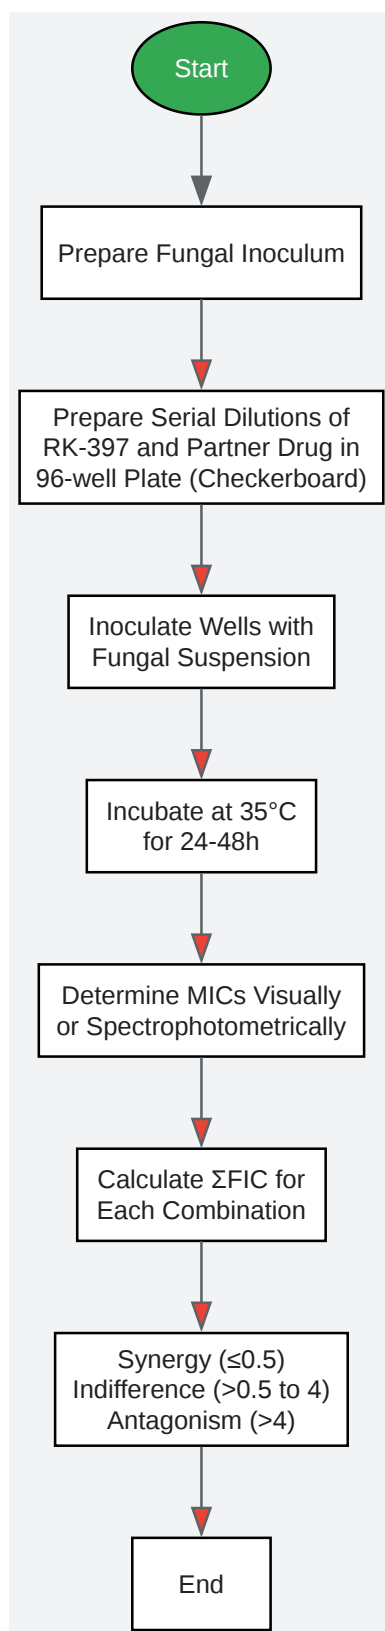 Start
Prepare Fungal Inoculum
Prepare Serial Dilutions of
RK-397 and Partner Drug in
96-well Plate (Checkerboard)
Inoculate Wells with
Fungal Suspension
Incubate at 35°C
for 24-48h
Determine MICs Visually
or Spectrophotometrically
Calculate ΣFIC for
Each Combination
Synergy (≤0.5)
Indifference (>0.5 to 4)
Antagonism (>4)
End